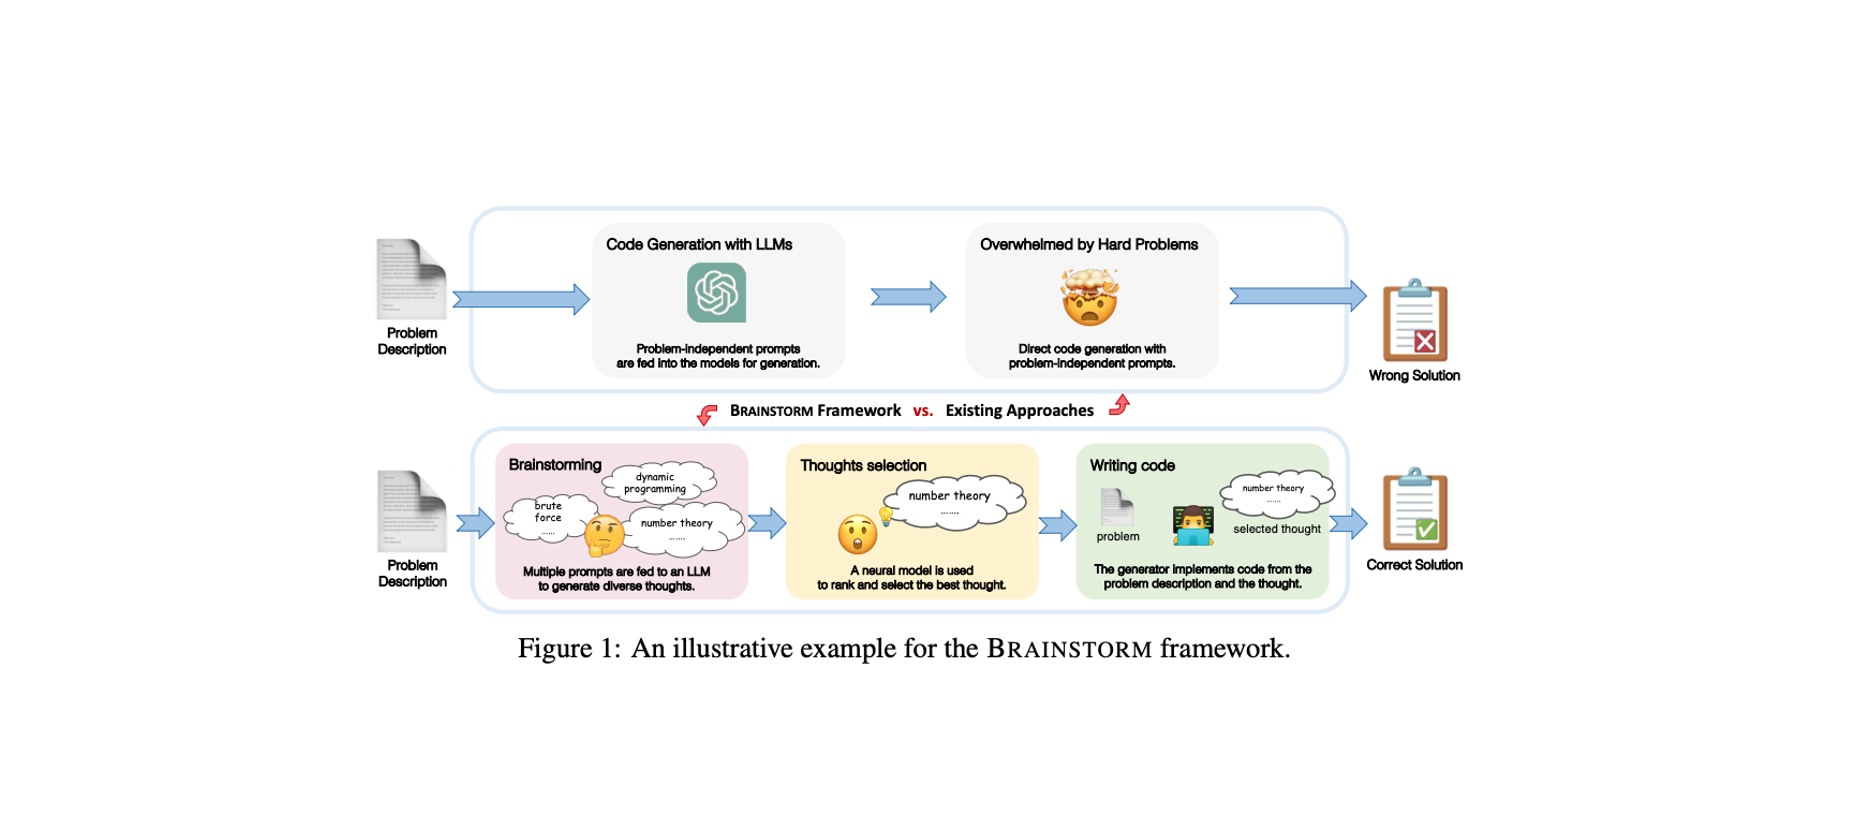 Code Generation with LLMs
Overwhelmed by Hard Problems
Problem
Description
Problem-independent prompts
are fed into the models for generation.
Direct code generation with
problem-independent prompts.
Wrong Solution
BRAINSTORM Framework vs. Existing Approaches
Brainstorming
dynamic
programming
brute
force
......
number theory
.......
Multiple prompts are fed to an LLM
to generate diverse thoughts.
Thoughts selection
number theory
.......
A neural model is used
to rank and select the best thought.
Writing code
number theory
......
problem
selected thought
The generator implements code from the
problem description and the thought.
Problem
Description
Correct Solution
Figure 1: An illustrative example for the BRAINSTORM framework.